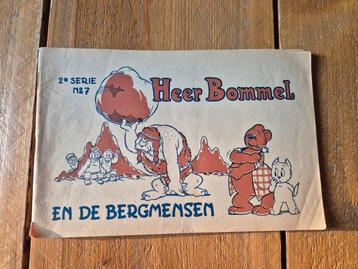 2e SERIE
No 7
Heer Bommel
EN DE BERGMENSEN